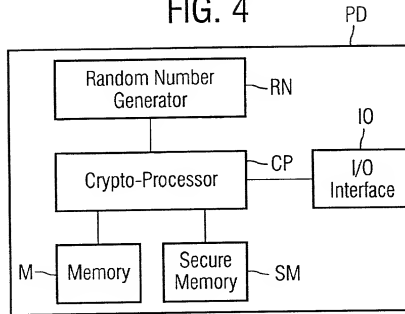 FIG. 4
PD
Random Number
Generator
RN
IO
Crypto-Processor
CP
I/O
Interface
M
Memory
Secure
Memory
SM